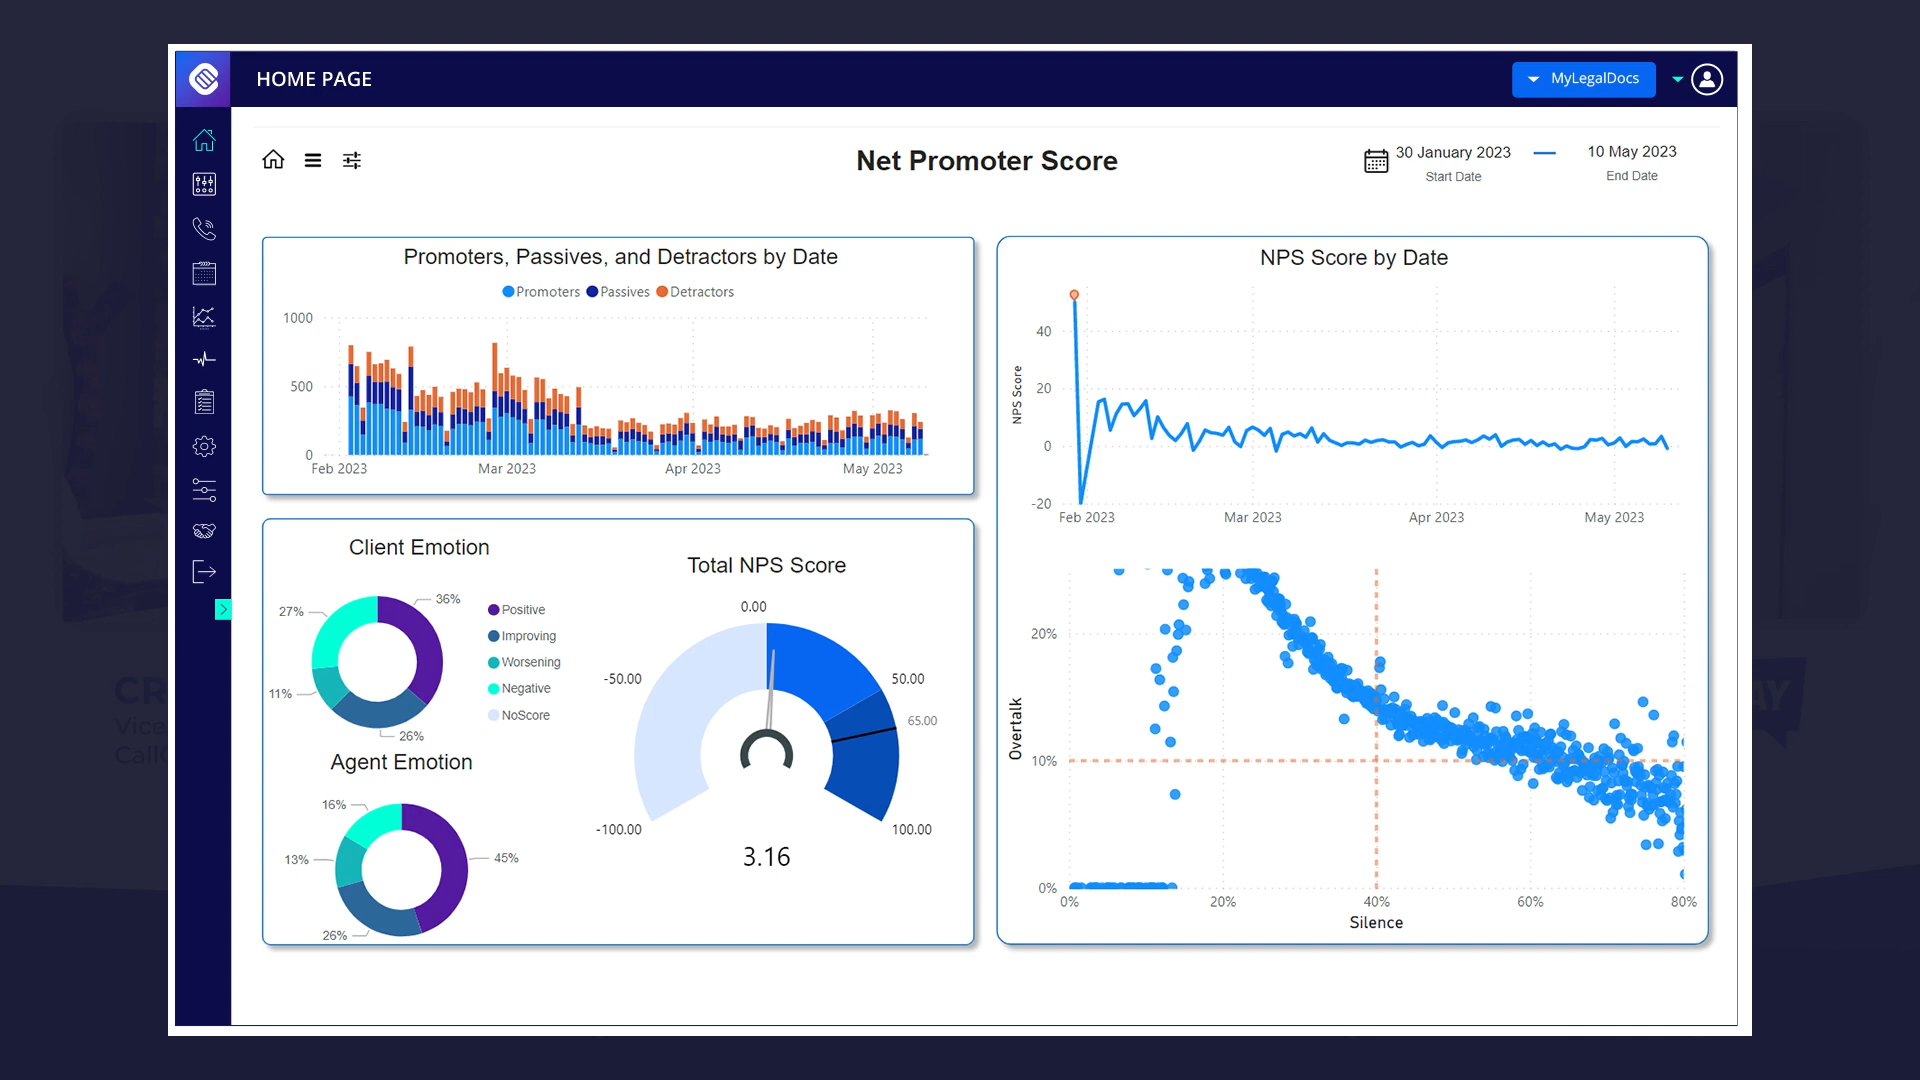 HOME PAGE
MyLegalDocs
Net Promoter Score
30 January 2023
Start Date
10 May 2023
End Date
Promoters, Passives, and Detractors by Date
Promoters Passives Detractors
1000
500
0
Feb 2023 Mar 2023 Apr 2023 May 2023
NPS Score by Date
NPS Score
40
20
0
-20
Feb 2023 Mar 2023 Apr 2023 May 2023
Client Emotion
27%
36%
11%
26%
Positive
Improving
Worsening
Negative
NoScore
Agent Emotion
16%
13%
45%
26%
Total NPS Score
0.00
-50.00
50.00
65.00
-100.00
100.00
3.16
Overtalk
20%
10%
0%
0% 20% 40% 60% 80%
Silence
CR
Vice
Call
AY